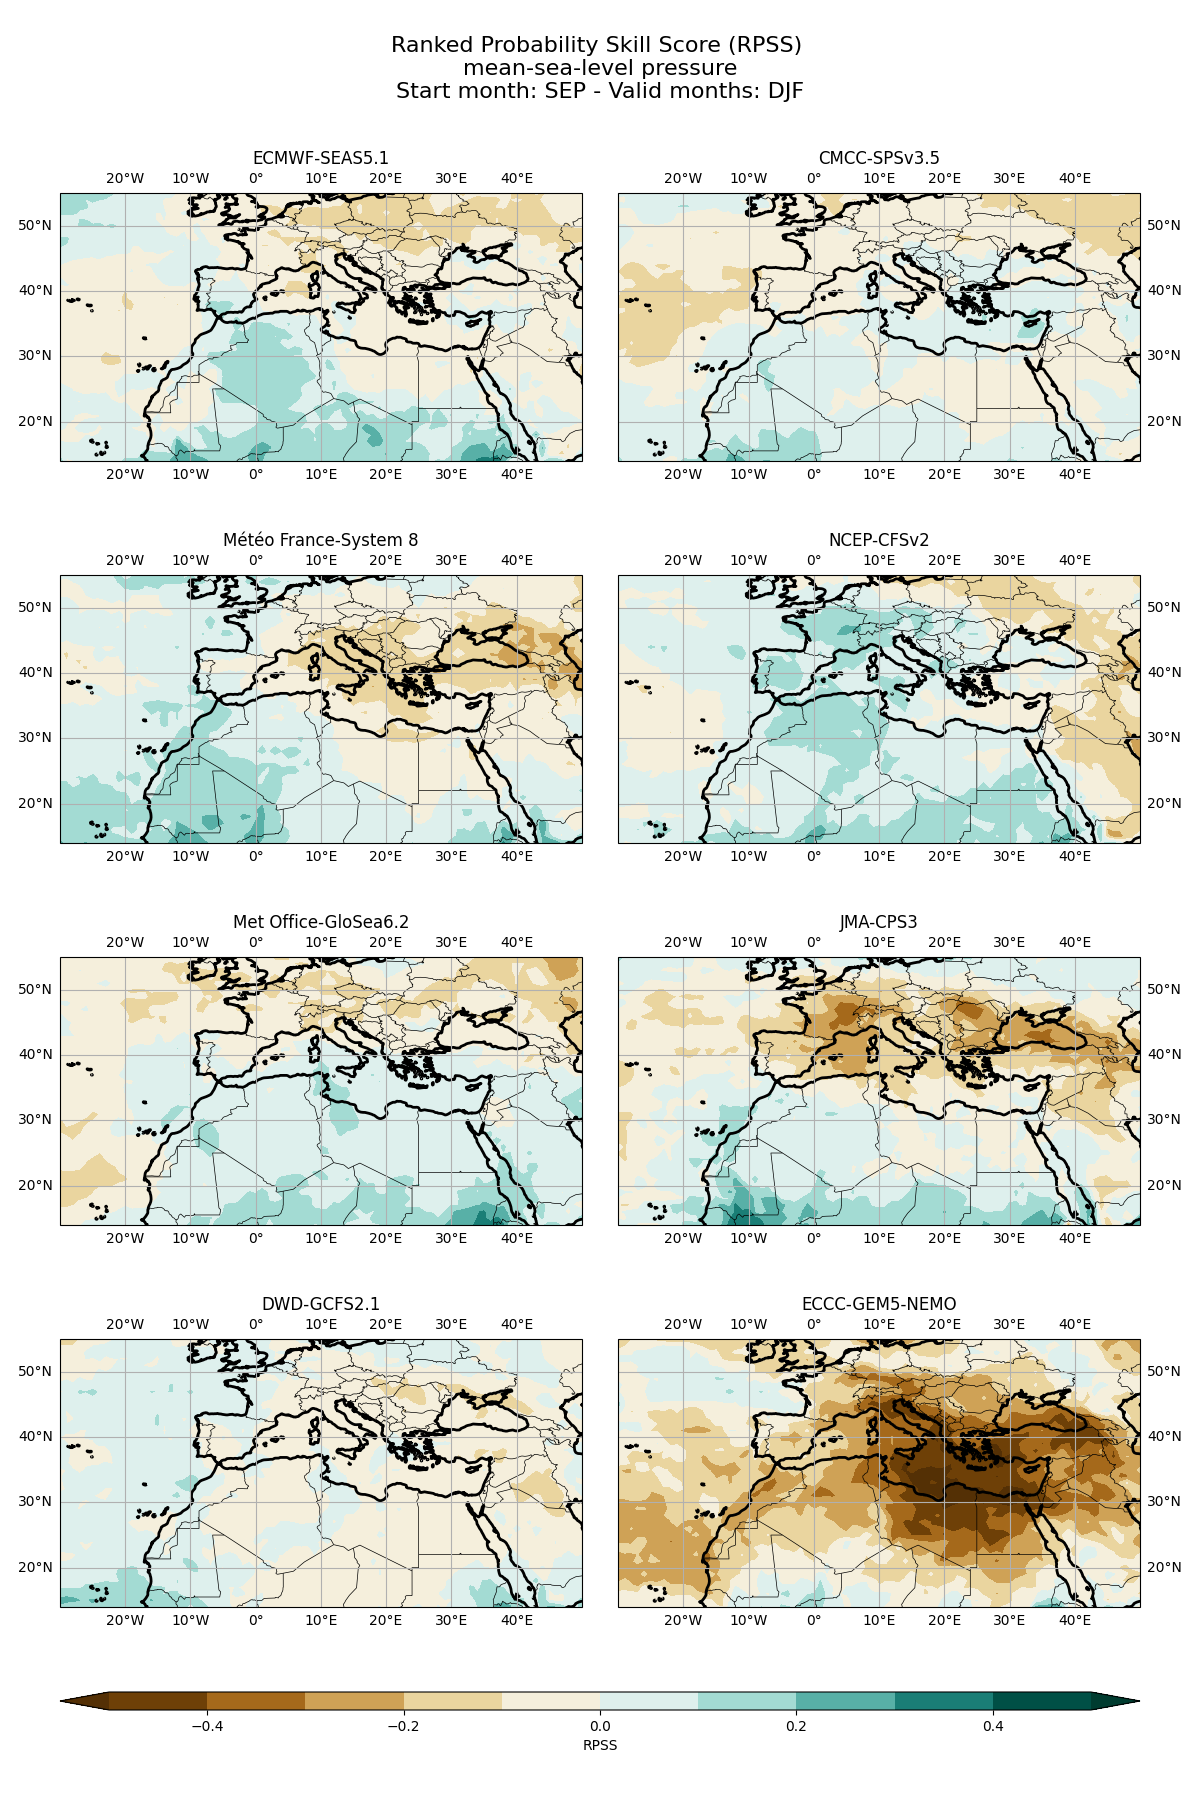 Ranked Probability Skill Score (RPSS)
mean-sea-level pressure
Start month: SEP - Valid months: DJF
ECMWF-SEAS5.1
20°W 10°W 0° 10°E 20°E 30°E 40°E
50°N
40°N
30°N
20°N
20°W 10°W 0° 10°E 20°E 30°E 40°E
CMCC-SPSv3.5
20°W 10°W 0° 10°E 20°E 30°E 40°E
50°N
40°N
30°N
20°N
20°W 10°W 0° 10°E 20°E 30°E 40°E
Météo France-System 8
50°N
40°N
30°N
20°N
20°W 10°W 0° 10°E 20°E 30°E 40°E
20°W 10°W 0° 10°E 20°E 30°E 40°E
NCEP-CFSv2
20°W 10°W 0° 10°E 20°E 30°E 40°E
50°N
40°N
30°N
20°N
20°W 10°W 0° 10°E 20°E 30°E 40°E
Met Office-GloSea6.2
20°W 10°W 0° 10°E 20°E 30°E 40°E
50°N
40°N
30°N
20°N
20°W 10°W 0° 10°E 20°E 30°E 40°E
JMA-CPS3
20°W 10°W 0° 10°E 20°E 30°E 40°E
50°N
40°N
30°N
20°N
20°W 10°W 0° 10°E 20°E 30°E 40°E
DWD-GCFS2.1
20°W 10°W 0° 10°E 20°E 30°E 40°E
50°N
40°N
30°N
20°N
20°W 10°W 0° 10°E 20°E 30°E 40°E
ECCC-GEM5-NEMO
20°W 10°W 0° 10°E 20°E 30°E 40°E
50°N
40°N
30°N
20°N
20°W 10°W 0° 10°E 20°E 30°E 40°E
−0.4 −0.2 0.0 0.2 0.4
RPSS